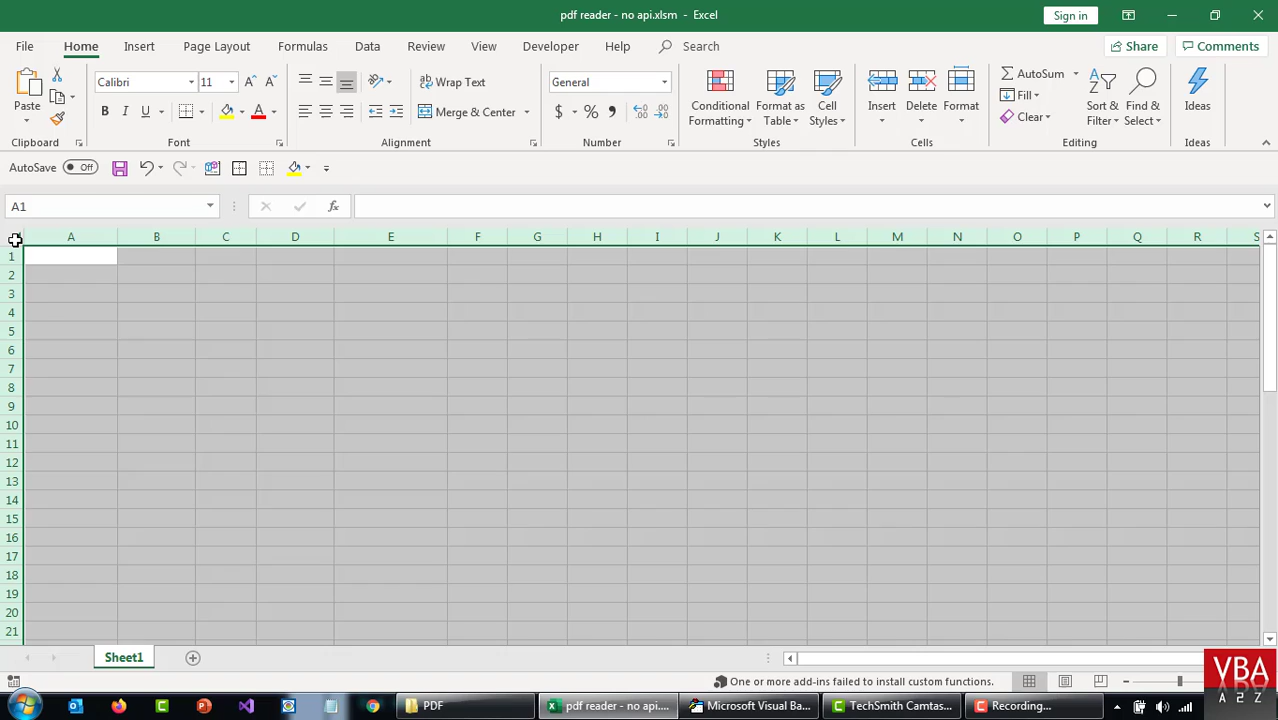 pdf reader - no api.xlsm - Excel
Sign in
File Home Insert Page Layout Formulas Data Review View Developer Help Search Share Comments
Paste
Clipboard
Calibri 11
B I U
Font
Wrap Text
Merge & Center
Alignment
General
$ % ,
Number
Conditional Formatting
Format as Table
Cell Styles
Styles
Insert Delete Format
Cells
AutoSum
Fill
Clear
Sort & Filter
Find & Select
Editing
Ideas
Ideas
AutoSave Off
A1
fx
A B C D E F G H I J K L M N O P Q R S
1
2
3
4
5
6
7
8
9
10
11
12
13
14
15
16
17
18
19
20
21
Sheet1
One or more add-ins failed to install custom functions.
VBA
A 2 Z
PDF
pdf reader - no api....
Microsoft Visual Ba...
TechSmith Camtas...
Recording...